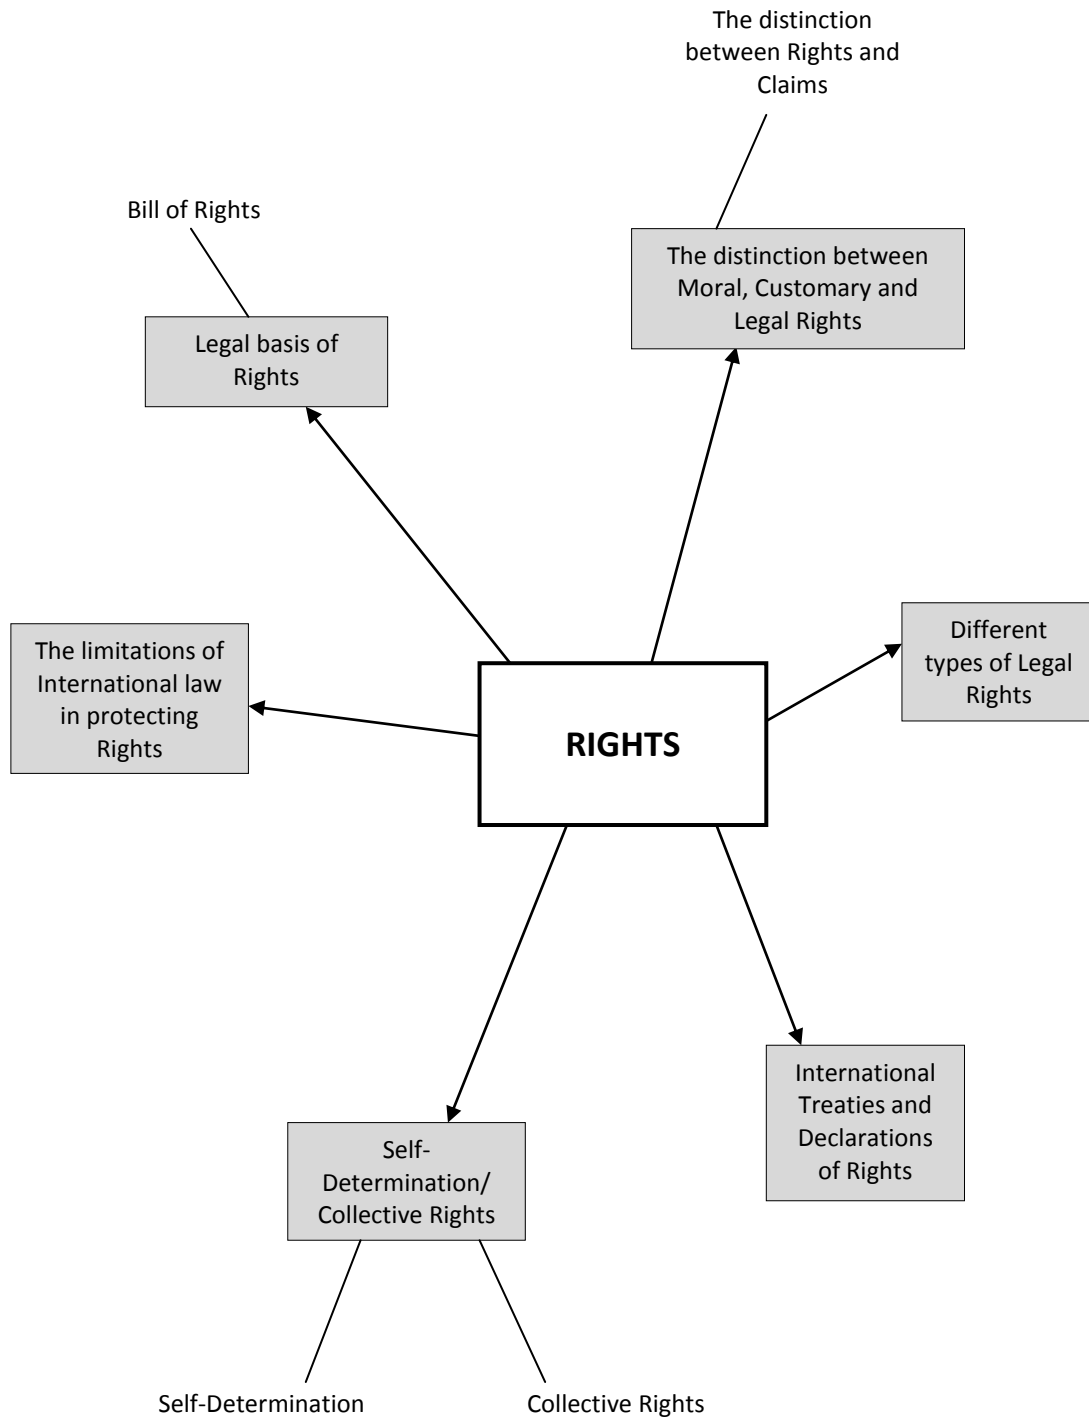 The distinction
between Rights and
Claims
Bill of Rights
The distinction between
Moral, Customary and
Legal Rights
Legal basis of
Rights
Different
types of Legal
Rights
The limitations of
International law
in protecting
Rights
RIGHTS
International
Treaties and
Declarations
of Rights
Self-
Determination/
Collective Rights
Self-Determination
Collective Rights